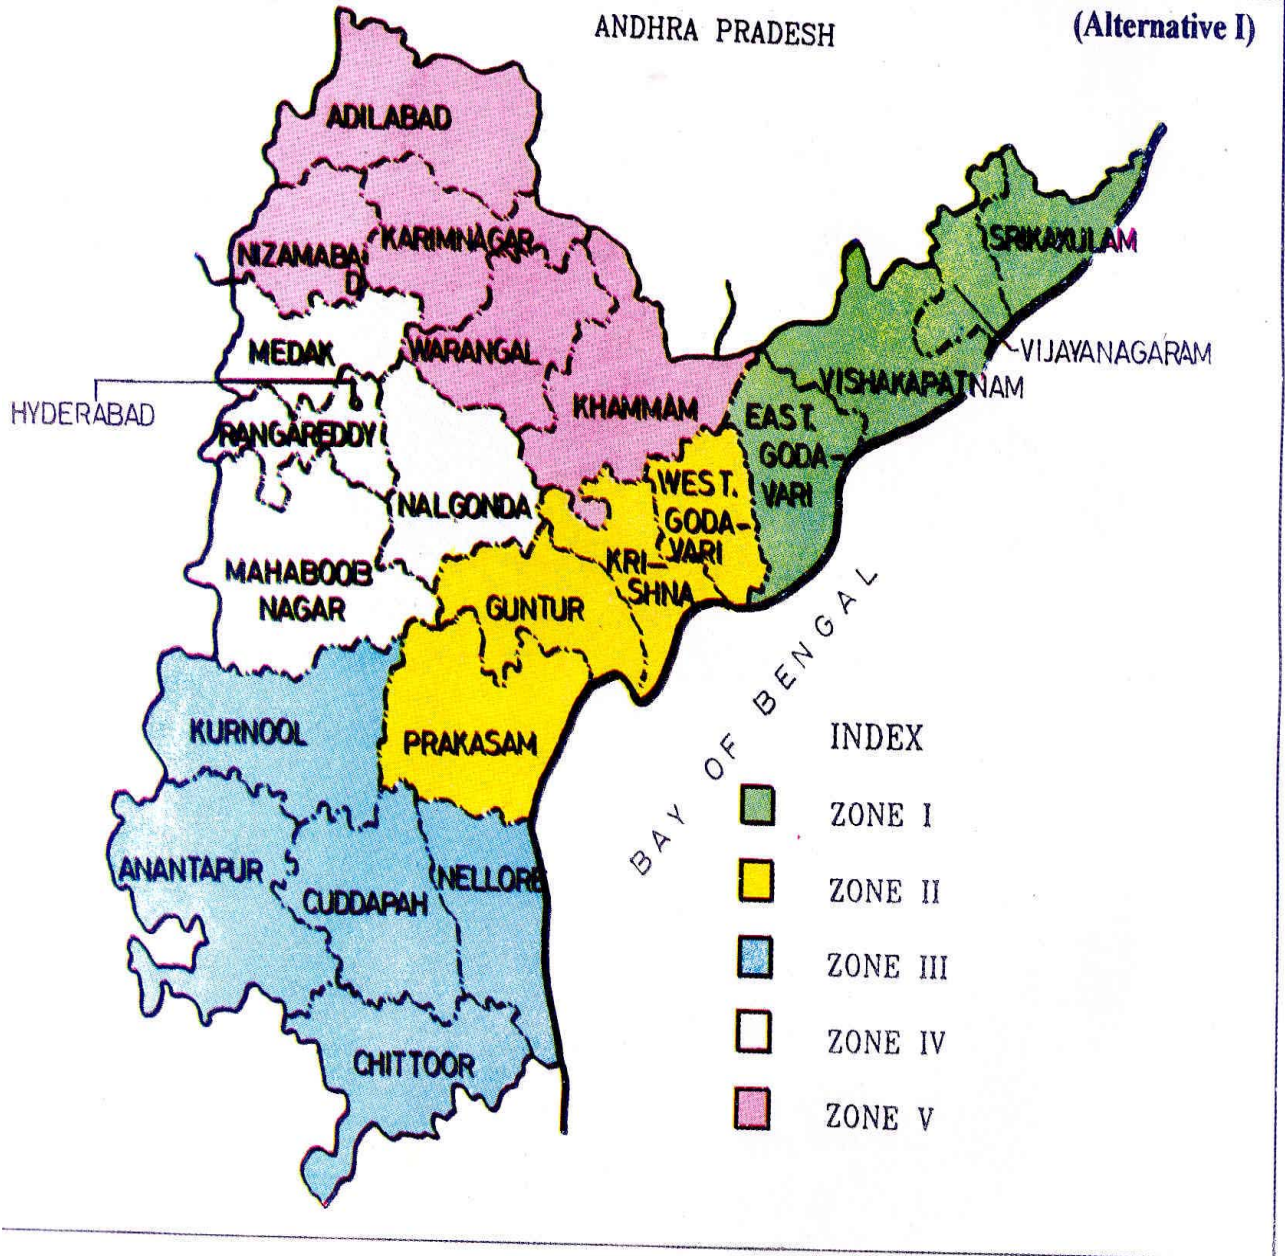 ANDHRA PRADESH
(Alternative I)
ADILABAD
NIZAMABA
D
KARIMNAGAR
SRIKAXULAM
MEDAK
WARANGAL
VIJAYANAGARAM
HYDERABAD
RANGAREDDY
KHAMMAM
VISHAKAPATNAM
EAST.
GODA-
VARI
NALGONDA
WEST.
GODA-
VARI
KRI-
SHNA
MAHABOOB
NAGAR
GUNTUR
BAY OF BENGAL
KURNOOL
PRAKASAM
ANANTAPUR
CUDDAPAH
NELLORE
CHITTOOR
INDEX
ZONE I
ZONE II
ZONE III
ZONE IV
ZONE V